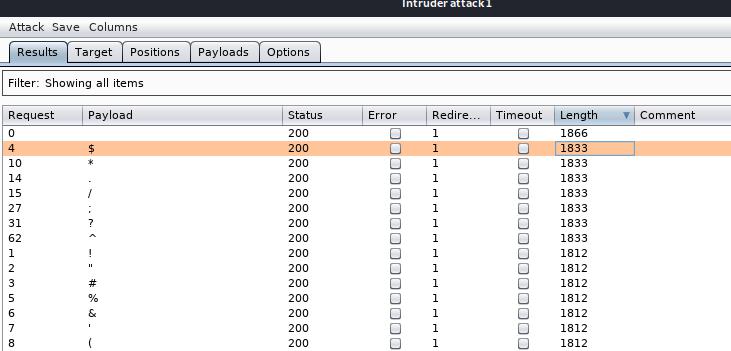 Intruder attack1
Attack Save Columns
Results Target Positions Payloads Options
Filter: Showing all items
Request Payload Status Error Redire... Timeout Length Comment
0 200 1 1866
4 $ 200 1 1833
10 * 200 1 1833
14 . 200 1 1833
15 / 200 1 1833
27 ; 200 1 1833
31 ? 200 1 1833
62 ^ 200 1 1833
1 ! 200 1 1812
2 " 200 1 1812
3 # 200 1 1812
5 % 200 1 1812
6 & 200 1 1812
7 ' 200 1 1812
8 ( 200 1 1812